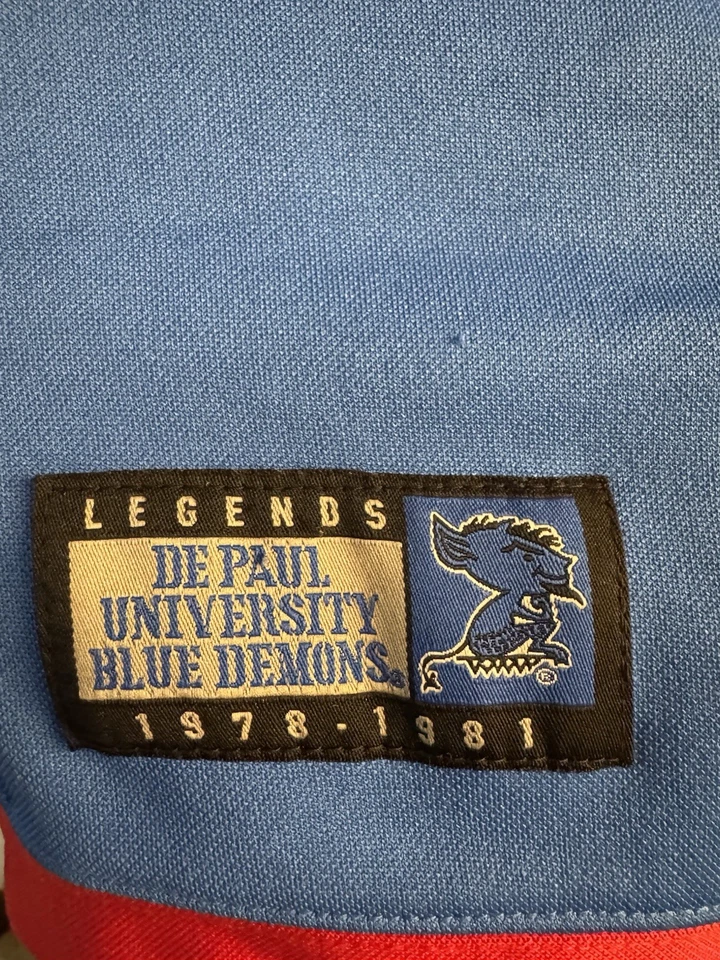 LEGENDS
DE PAUL
UNIVERSITY
BLUE DEMONS
1978-1981
®